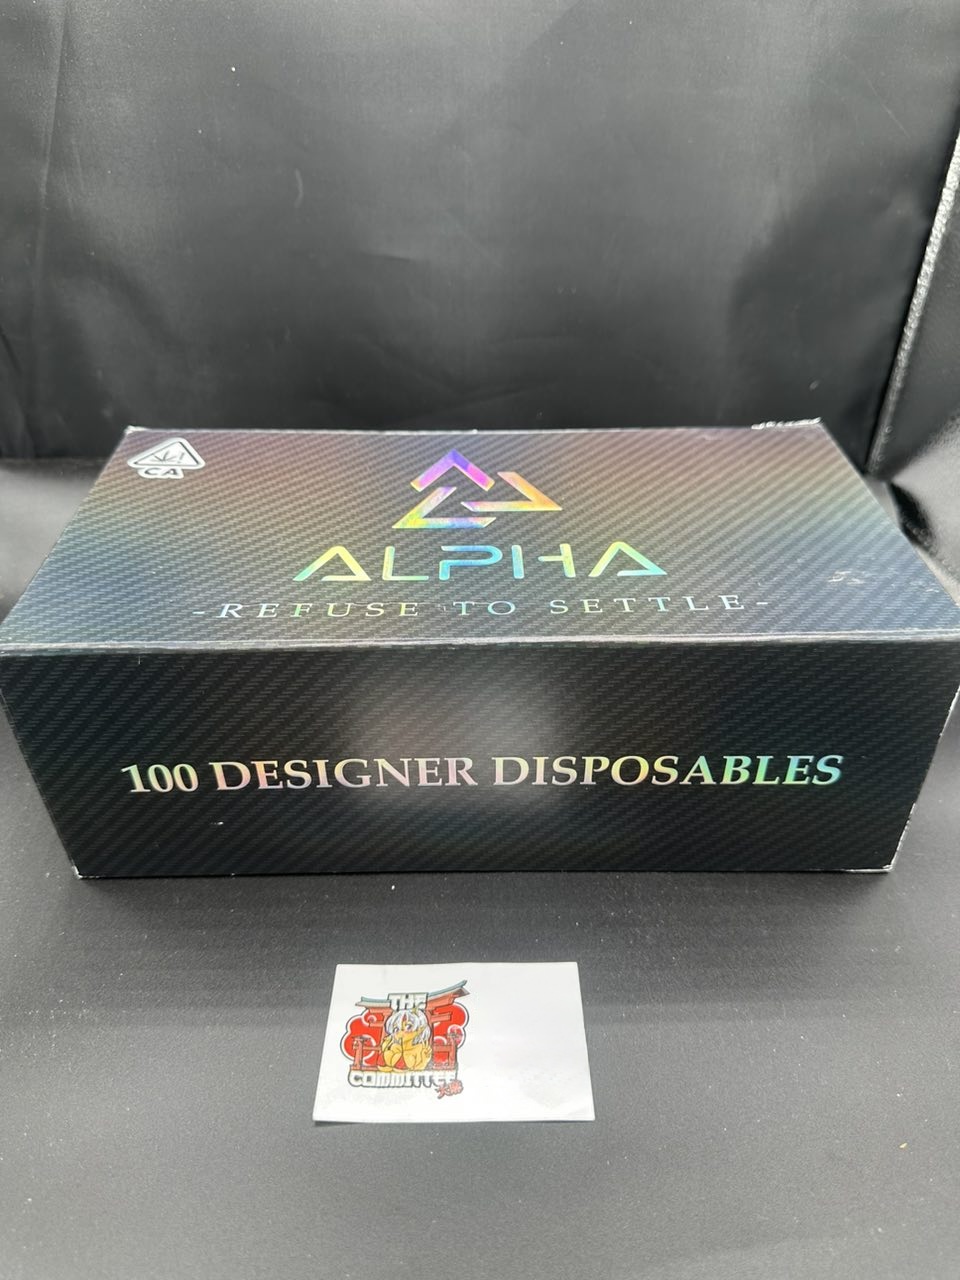 CA
ALPHA
-REFUSE TO SETTLE-
100 DESIGNER DISPOSABLES
THE
COMMITTEE